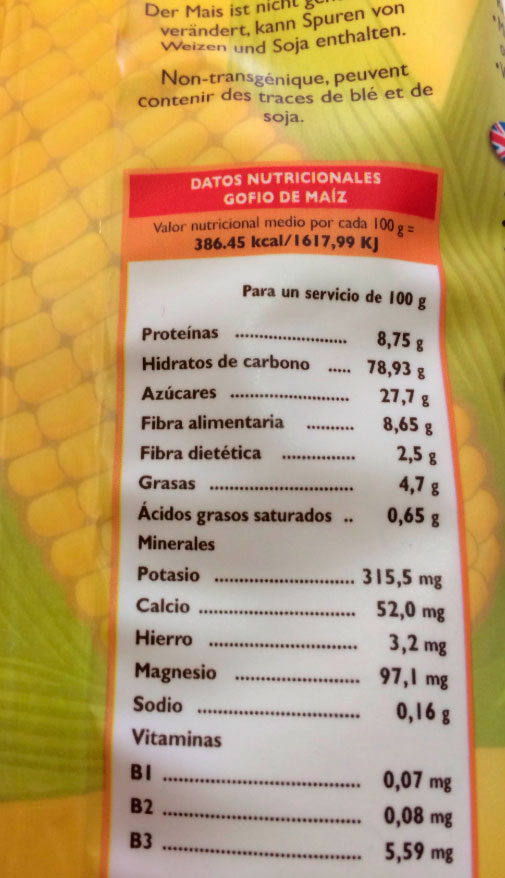 Der Mais ist nicht
verändert, kann Spuren von
Weizen und Soja enthalten.
Non-transgénique, peuvent
contenir des traces de blé et de
soja.
DATOS NUTRICIONALES
GOFIO DE MAÍZ
Valor nutricional medio por cada 100 g =
386.45 kcal/1617,99 KJ
Para un servicio de 100 g
Proteínas ........................ 8,75 g
Hidratos de carbono ..... 78,93 g
Azúcares ......................... 27,7 g
Fibra alimentaria .......... 8,65 g
Fibra dietética ............... 2,5 g
Grasas .............................. 4,7 g
Ácidos grasos saturados .. 0,65 g
Minerales
Potasio ............................. 315,5 mg
Calcio ................................. 52,0 mg
Hierro ............................... 3,2 mg
Magnesio .......................... 97,1 mg
Sodio .................................. 0,16 g
Vitaminas
B1 ......................................... 0,07 mg
B2 ......................................... 0,08 mg
B3 ......................................... 5,59 mg